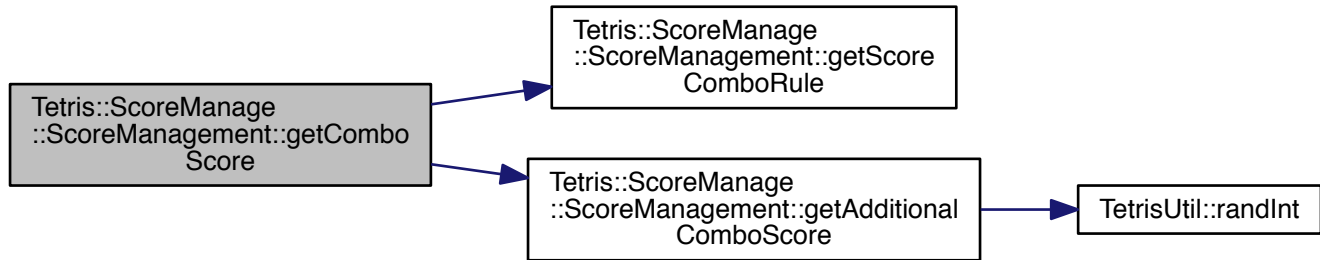 Tetris::ScoreManage
::ScoreManagement::getCombo
Score
Tetris::ScoreManage
::ScoreManagement::getScore
ComboRule
Tetris::ScoreManage
::ScoreManagement::getAdditional
ComboScore
TetrisUtil::randInt